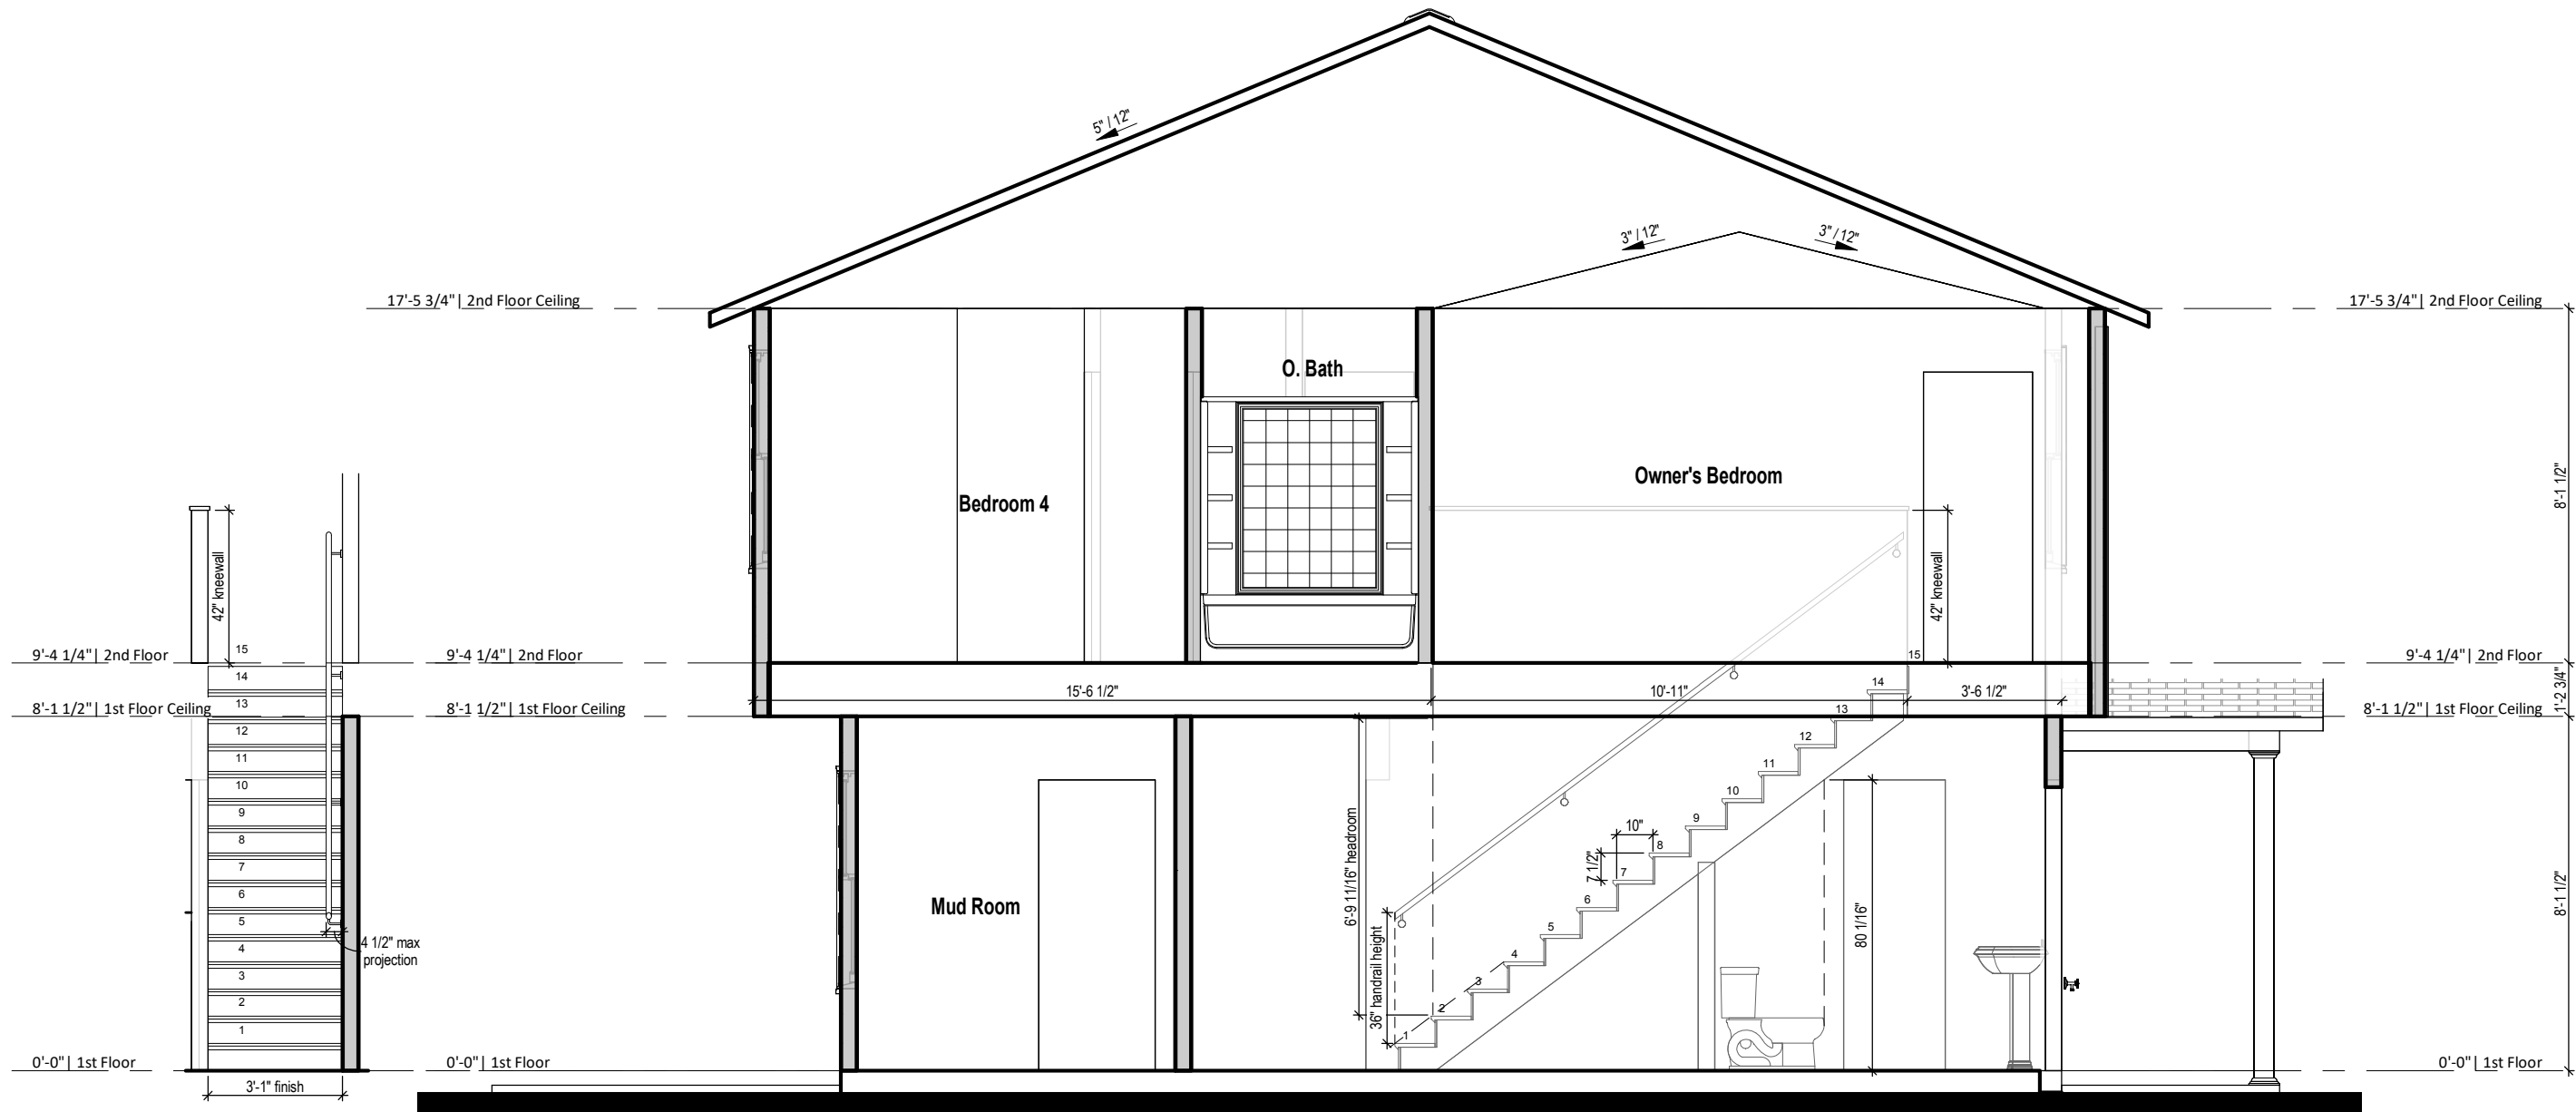 5" / 12"
3" / 12"
3" / 12"
17'-5 3/4" | 2nd Floor Ceiling
17'-5 3/4" | 2nd Floor Ceiling
O. Bath
Owner's Bedroom
Bedroom 4
8'-1 1/2"
42" kneewall
42" kneewall
15
9'-4 1/4" | 2nd Floor
9'-4 1/4" | 2nd Floor
15
9'-4 1/4" | 2nd Floor
14
15'-6 1/2"
10'-11"
14
3'-6 1/2"
1'-2 3/4"
13
8'-1 1/2" | 1st Floor Ceiling
8'-1 1/2" | 1st Floor Ceiling
13
8'-1 1/2" | 1st Floor Ceiling
12
12
11
11
10
10
9
9
10"
8
8
7 1/2"
7
7
6
6
5
5
4
4
3
3
2
2
1
1
6'-9 11/16" headroom
36" handrail height
80 1/16"
8'-1 1/2"
Mud Room
4 1/2" max
projection
0'-0" | 1st Floor
0'-0" | 1st Floor
0'-0" | 1st Floor
3'-1" finish